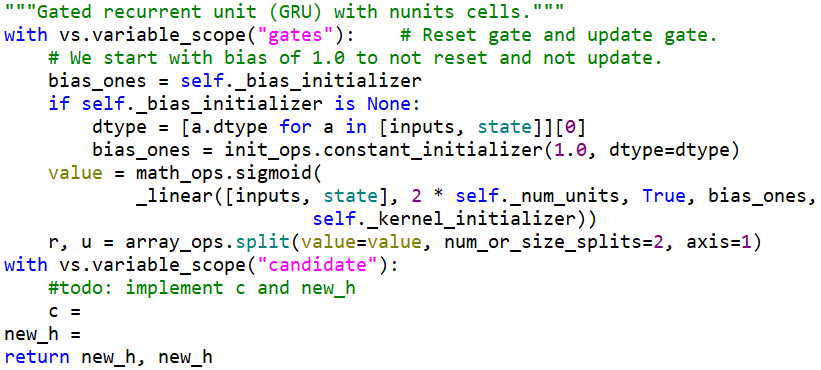 """Gated recurrent unit (GRU) with nunits cells."""
with vs.variable_scope("gates"):    # Reset gate and update gate.
    # We start with bias of 1.0 to not reset and not update.
    bias_ones = self._bias_initializer
    if self._bias_initializer is None:
        dtype = [a.dtype for a in [inputs, state]][0]
        bias_ones = init_ops.constant_initializer(1.0, dtype=dtype)
    value = math_ops.sigmoid(
            _linear([inputs, state], 2 * self._num_units, True, bias_ones,
                            self._kernel_initializer))
    r, u = array_ops.split(value=value, num_or_size_splits=2, axis=1)
with vs.variable_scope("candidate"):
    #todo: implement c and new_h
    c =
new_h =
return new_h, new_h